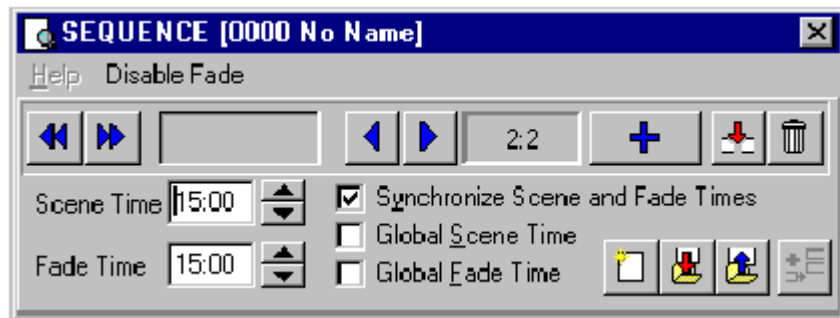 SEQUENCE [0000 No Name]
Help Disable Fade
2:2
Scene Time 15:00
Synchronize Scene and Fade Times
Global Scene Time
Fade Time 15:00
Global Fade Time